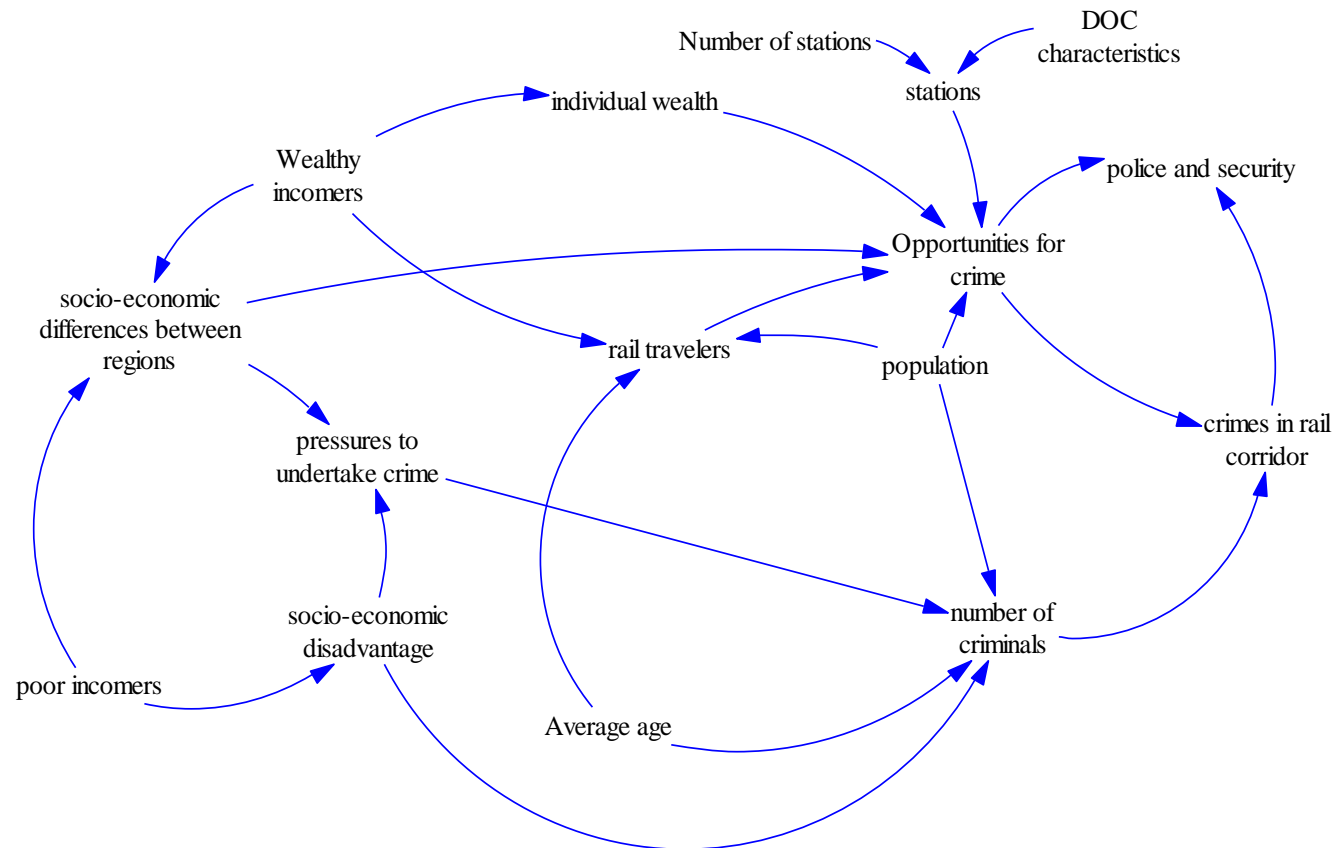 DOC
characteristics
Number of stations
stations
individual wealth
Wealthy
incomers
police and security
Opportunities for
crime
socio-economic
differences between
regions
rail travelers
population
crimes in rail
corridor
pressures to
undertake crime
socio-economic
disadvantage
number of
criminals
poor incomers
Average age